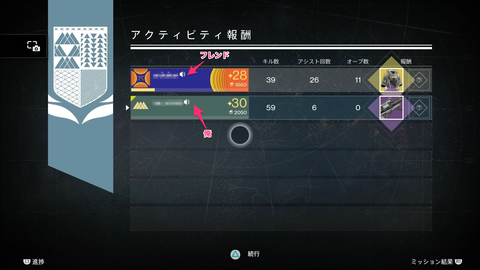 アクティビティ報酬
フレンド
キル数 アシスト回数 オーブ数 報酬
+28
1850
39 26 11
俺
+30
2050
59 6 0
続行
進捗
ミッション結果